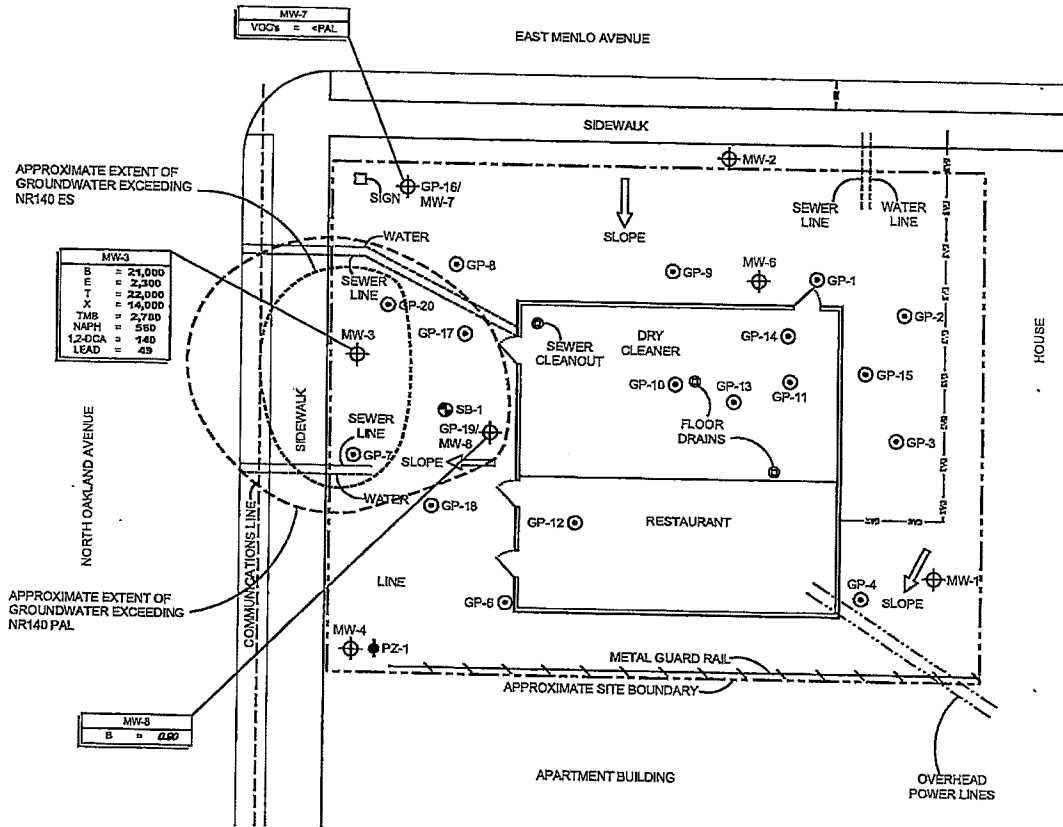 MW-7
VOC's = <PAL
EAST MENLO AVENUE
SIDEWALK
MW-2
APPROXIMATE EXTENT OF
GROUNDWATER EXCEEDING
NR140 ES
SIGN
GP-16/
MW-7
SLOPE
SEWER
LINE
WATER
LINE
MW-3
B = 21,000
E = 2,300
T = 22,000
X = 14,000
TMB = 2,780
NAPH = 560
1,2-DCA = 140
LEAD = 49
WATER
SEWER
LINE
GP-8
GP-9
MW-6
GP-1
GP-20
GP-17
GP-2
MW-3
SEWER
CLEANOUT
DRY
CLEANER
GP-14
HOUSE
GP-10
GP-13
GP-11
GP-15
SIDEWALK
SB-1
GP-19/
MW-8
FLOOR
DRAINS
GP-3
SEWER
LINE
GP-7
SLOPE
WATER
NORTH OAKLAND AVENUE
COMMUNICATIONS LINE
GP-18
GP-12
RESTAURANT
GAS
GAS
GAS
LINE
APPROXIMATE EXTENT OF
GROUNDWATER EXCEEDING
NR140 PAL
GP-6
GP-4
MW-1
SLOPE
MW-4
PZ-1
METAL GUARD RAIL
APPROXIMATE SITE BOUNDARY
MW-8
B = 0.90
APARTMENT BUILDING
OVERHEAD
POWER LINES